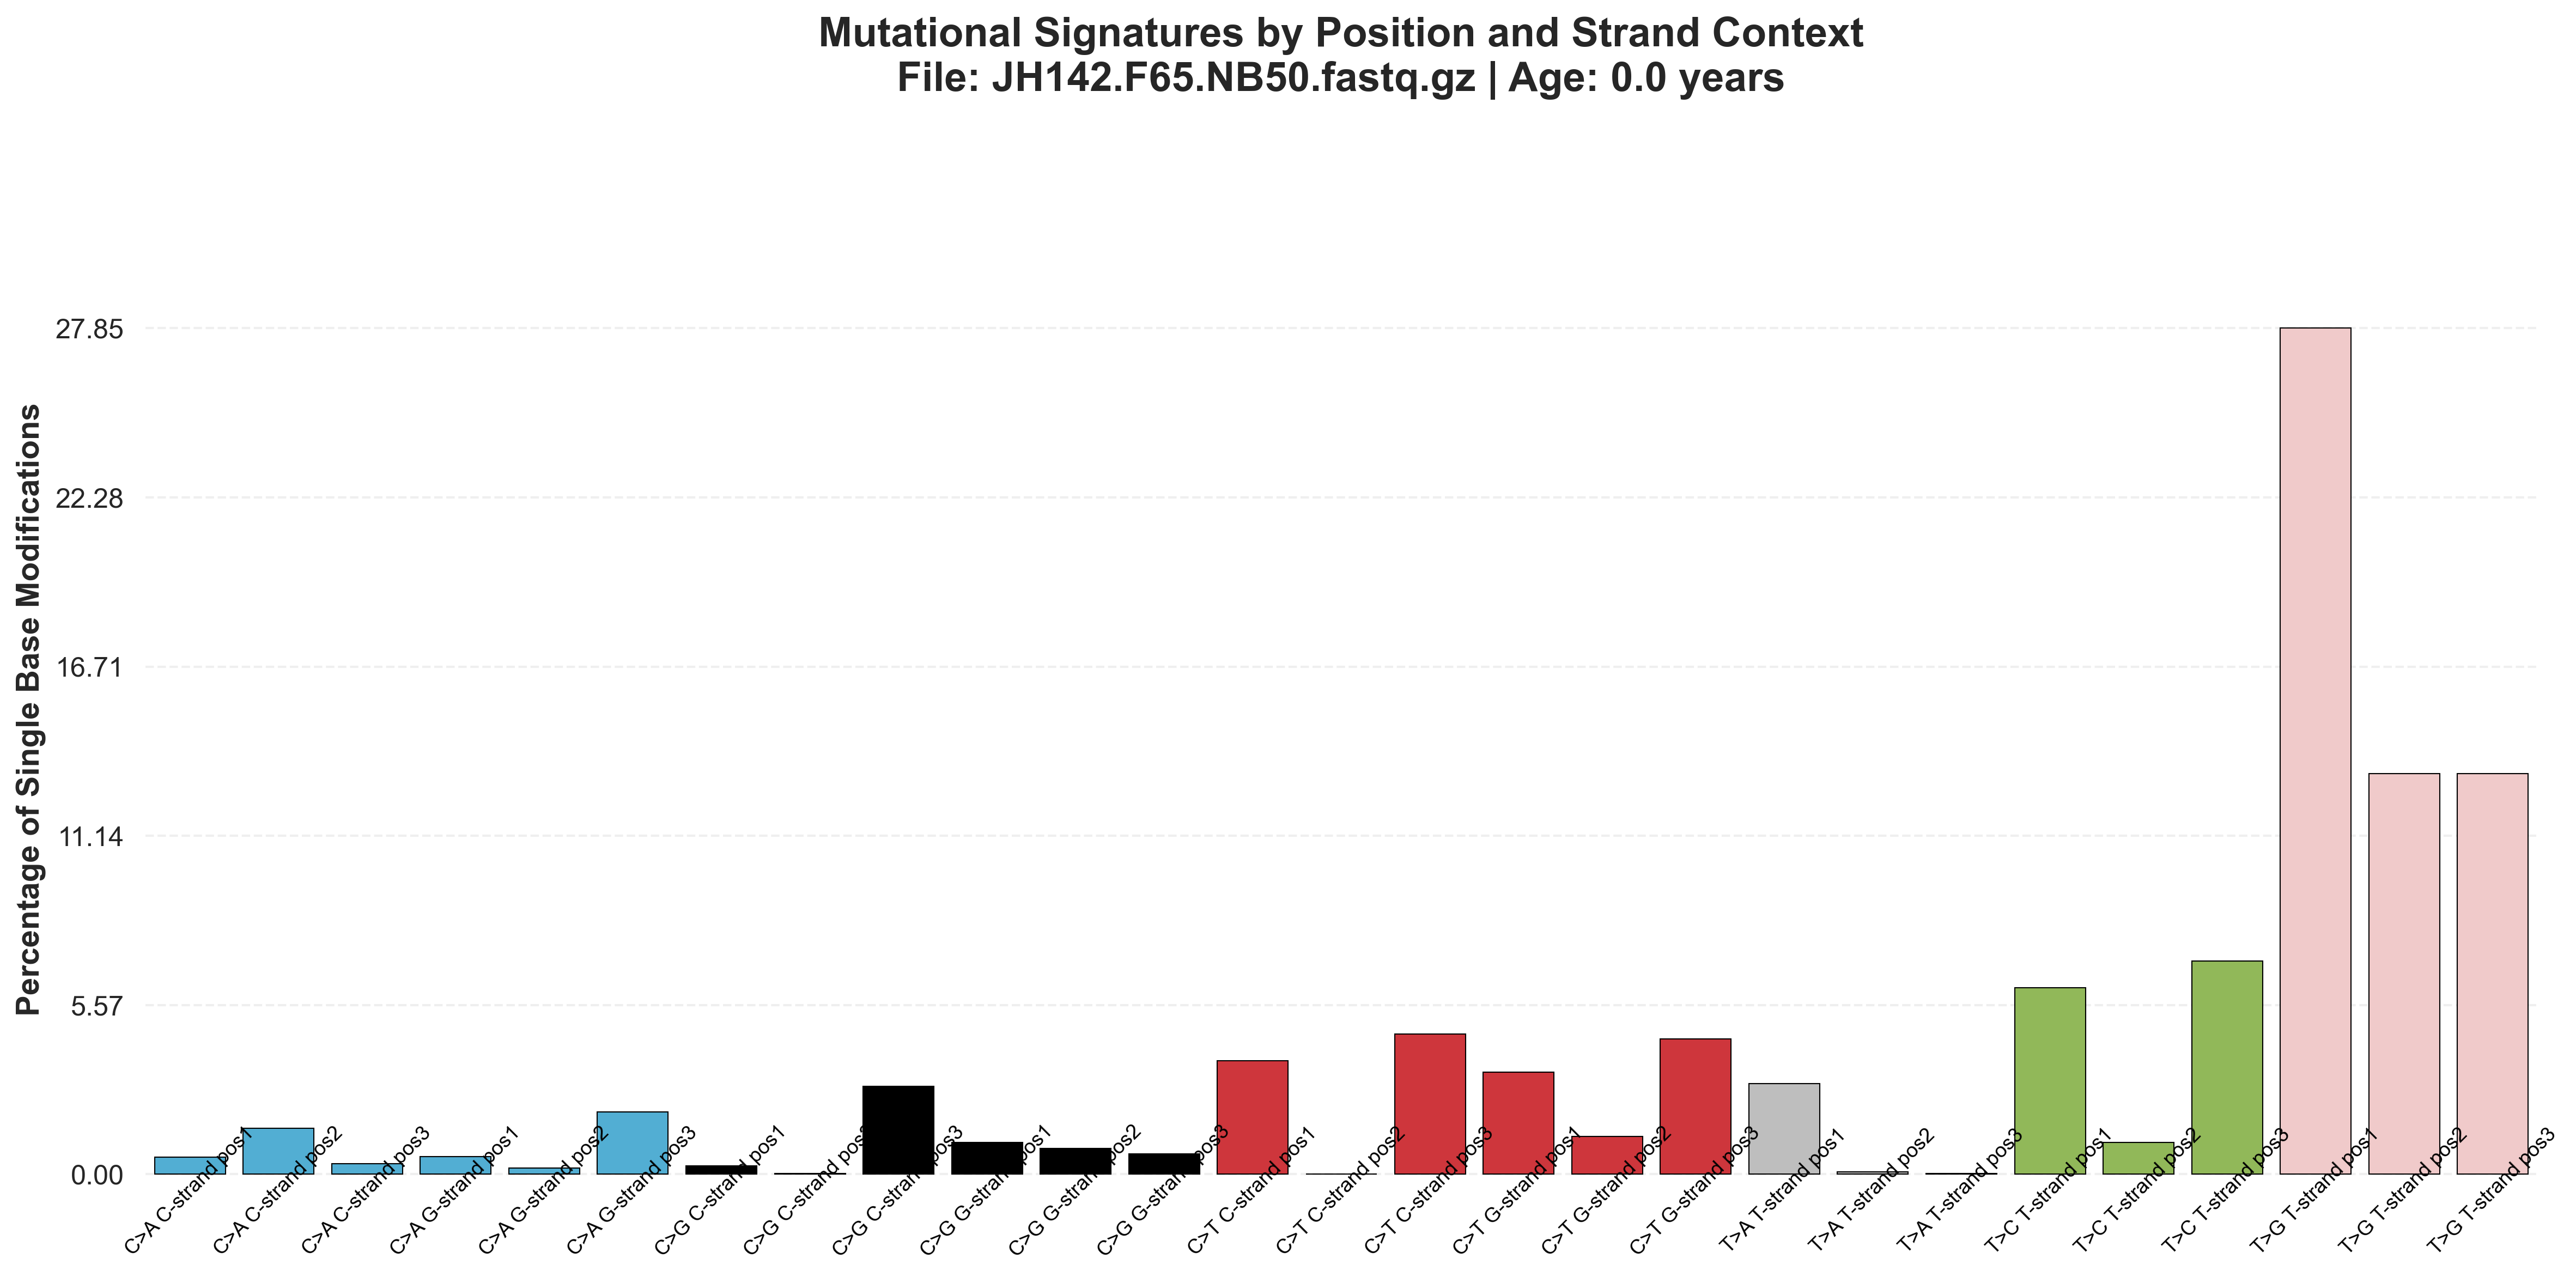 Mutational Signatures by Position and Strand Context
File: JH142.F65.NB50.fastq.gz | Age: 0.0 years
Percentage of Single Base Modifications
27.85
22.28
16.71
11.14
5.57
0.00
C>A C-strand pos1
C>A C-strand pos2
C>A C-strand pos3
C>A G-strand pos1
C>A G-strand pos2
C>A G-strand pos3
C>G C-strand pos1
C>G C-strand pos2
C>G C-strand pos3
C>G G-strand pos1
C>G G-strand pos2
C>G G-strand pos3
C>T C-strand pos1
C>T C-strand pos2
C>T C-strand pos3
C>T G-strand pos1
C>T G-strand pos2
C>T G-strand pos3
T>A T-strand pos1
T>A T-strand pos2
T>A T-strand pos3
T>C T-strand pos1
T>C T-strand pos2
T>C T-strand pos3
T>G T-strand pos1
T>G T-strand pos2
T>G T-strand pos3